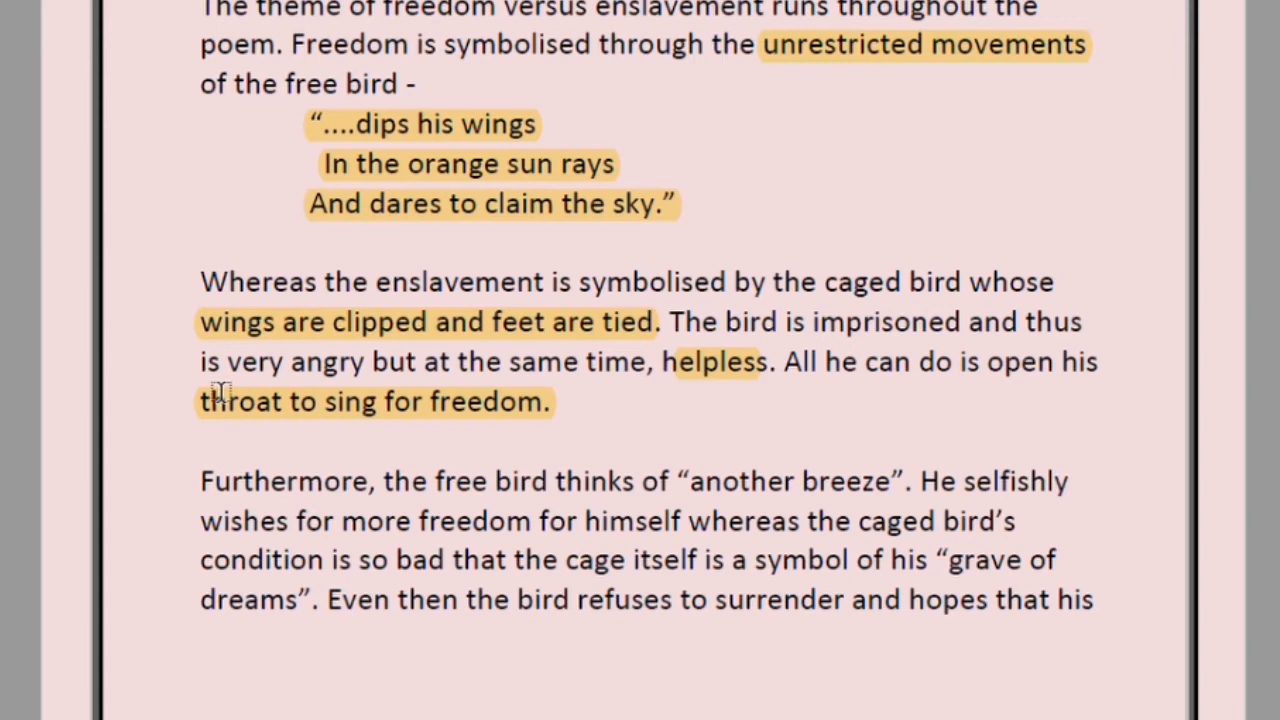 The theme of freedom versus enslavement runs throughout the
poem. Freedom is symbolised through the unrestricted movements
of the free bird -
“....dips his wings
In the orange sun rays
And dares to claim the sky.”
Whereas the enslavement is symbolised by the caged bird whose
wings are clipped and feet are tied. The bird is imprisoned and thus
is very angry but at the same time, helpless. All he can do is open his
throat to sing for freedom.
Furthermore, the free bird thinks of “another breeze”. He selfishly
wishes for more freedom for himself whereas the caged bird’s
condition is so bad that the cage itself is a symbol of his “grave of
dreams”. Even then the bird refuses to surrender and hopes that his